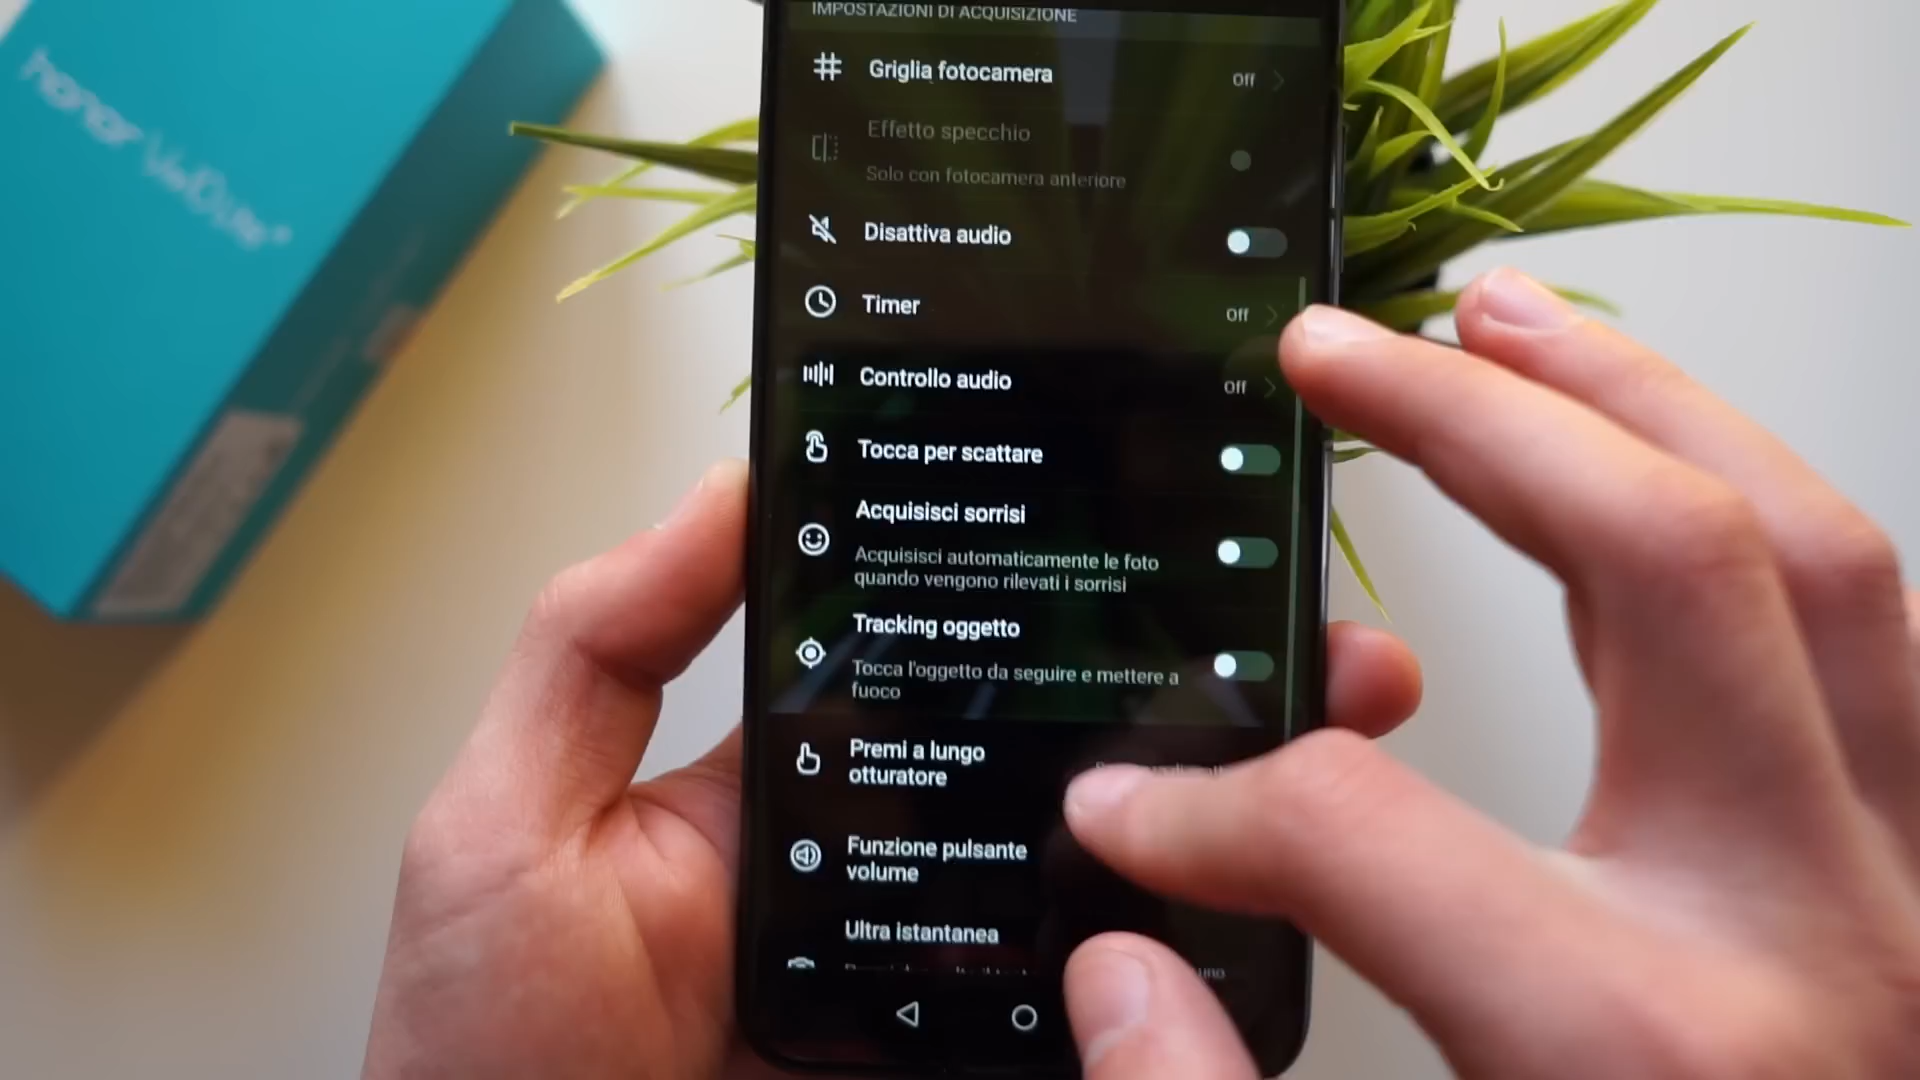 IMPOSTAZIONI DI ACQUISIZIONE
Griglia fotocamera
Off
Effetto specchio
Solo con fotocamera anteriore
Disattiva audio
Timer
Off
Controllo audio
Off
Tocca per scattare
Acquisisci sorrisi
Acquisisci automaticamente le foto
quando vengono rilevati i sorrisi
Tracking oggetto
Tocca l'oggetto da seguire e mettere a
fuoco
Premi a lungo
otturatore
Funzione pulsante
volume
Ultra istantanea
honor